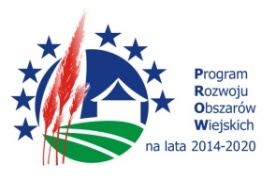 Program
Rozwoju
Obszarów
Wiejskich
na lata 2014-2020